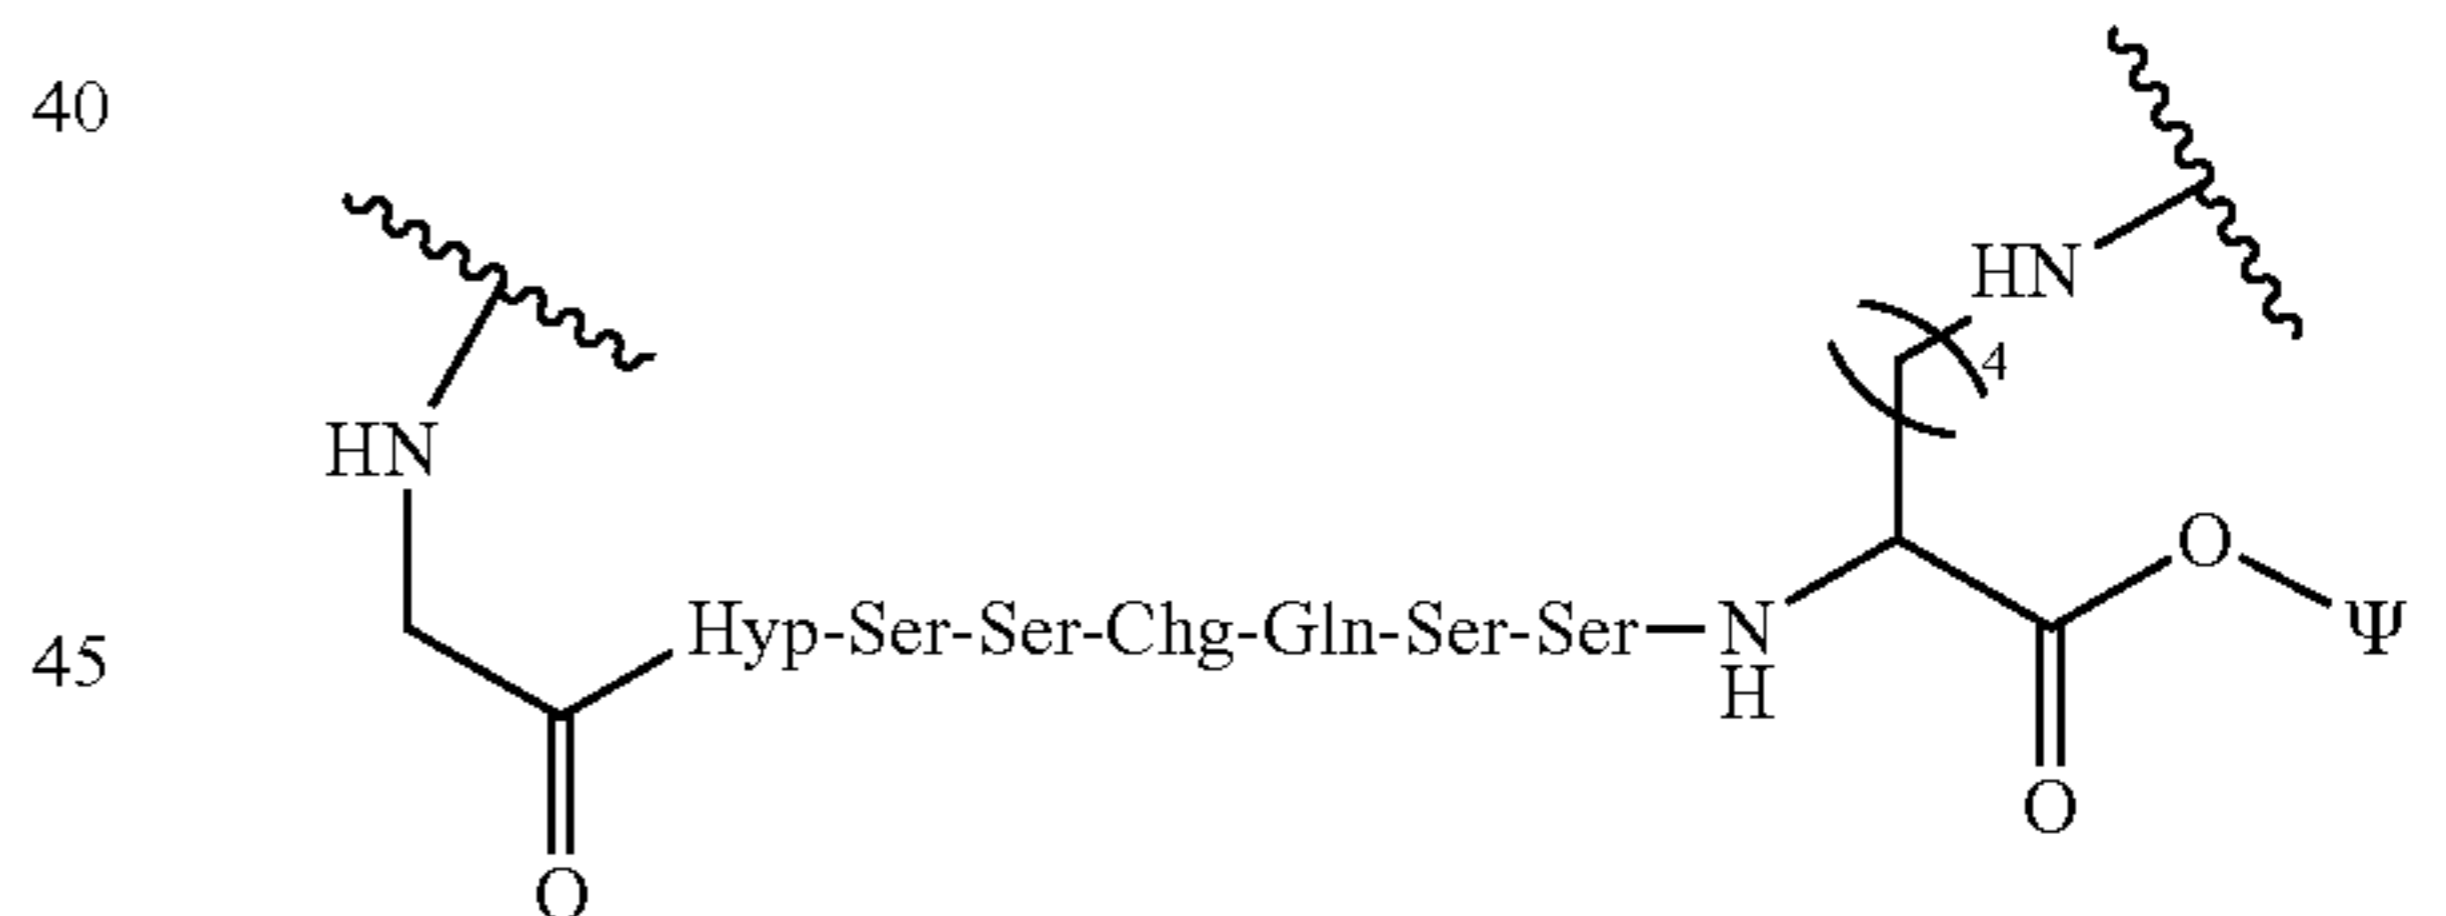 40
HN
4
HN
O
45
Hyp-Ser-Ser-Chg-Gln-Ser-Ser—N
H
Ψ
O
O